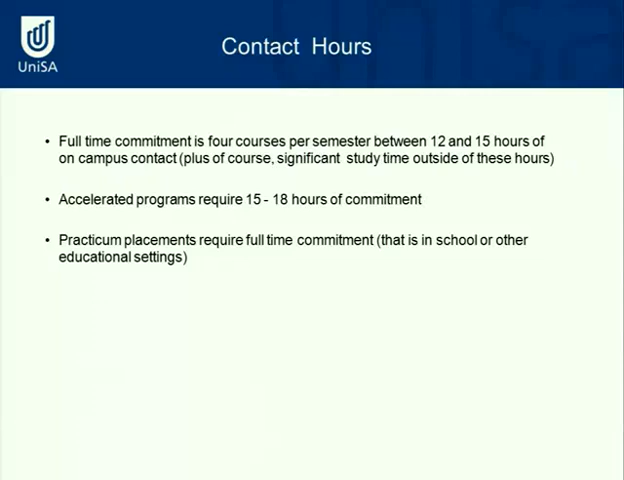 UniSA
Contact Hours
• Full time commitment is four courses per semester between 12 and 15 hours of
on campus contact (plus of course, significant study time outside of these hours)
• Accelerated programs require 15 - 18 hours of commitment
• Practicum placements require full time commitment (that is in school or other
educational settings)